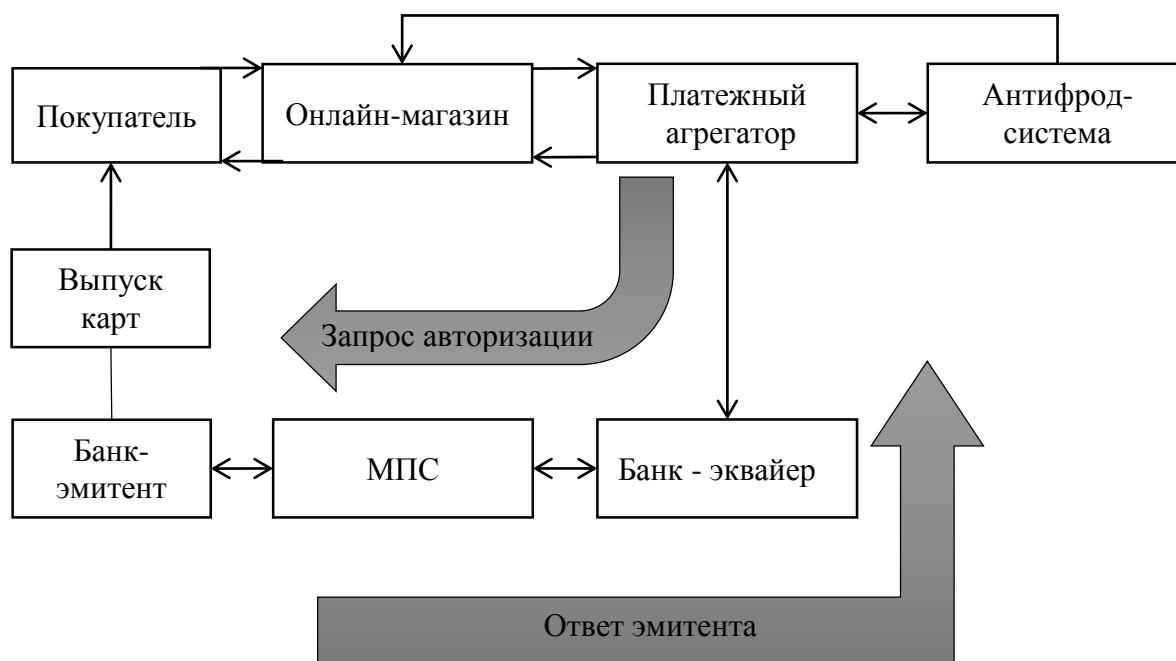 Покупатель
Онлайн-магазин
Платежный
агрегатор
Антифрод-
система
Выпуск
карт
Запрос авторизации
Банк-
эмитент
МПС
Банк - эквайер
Ответ эмитента